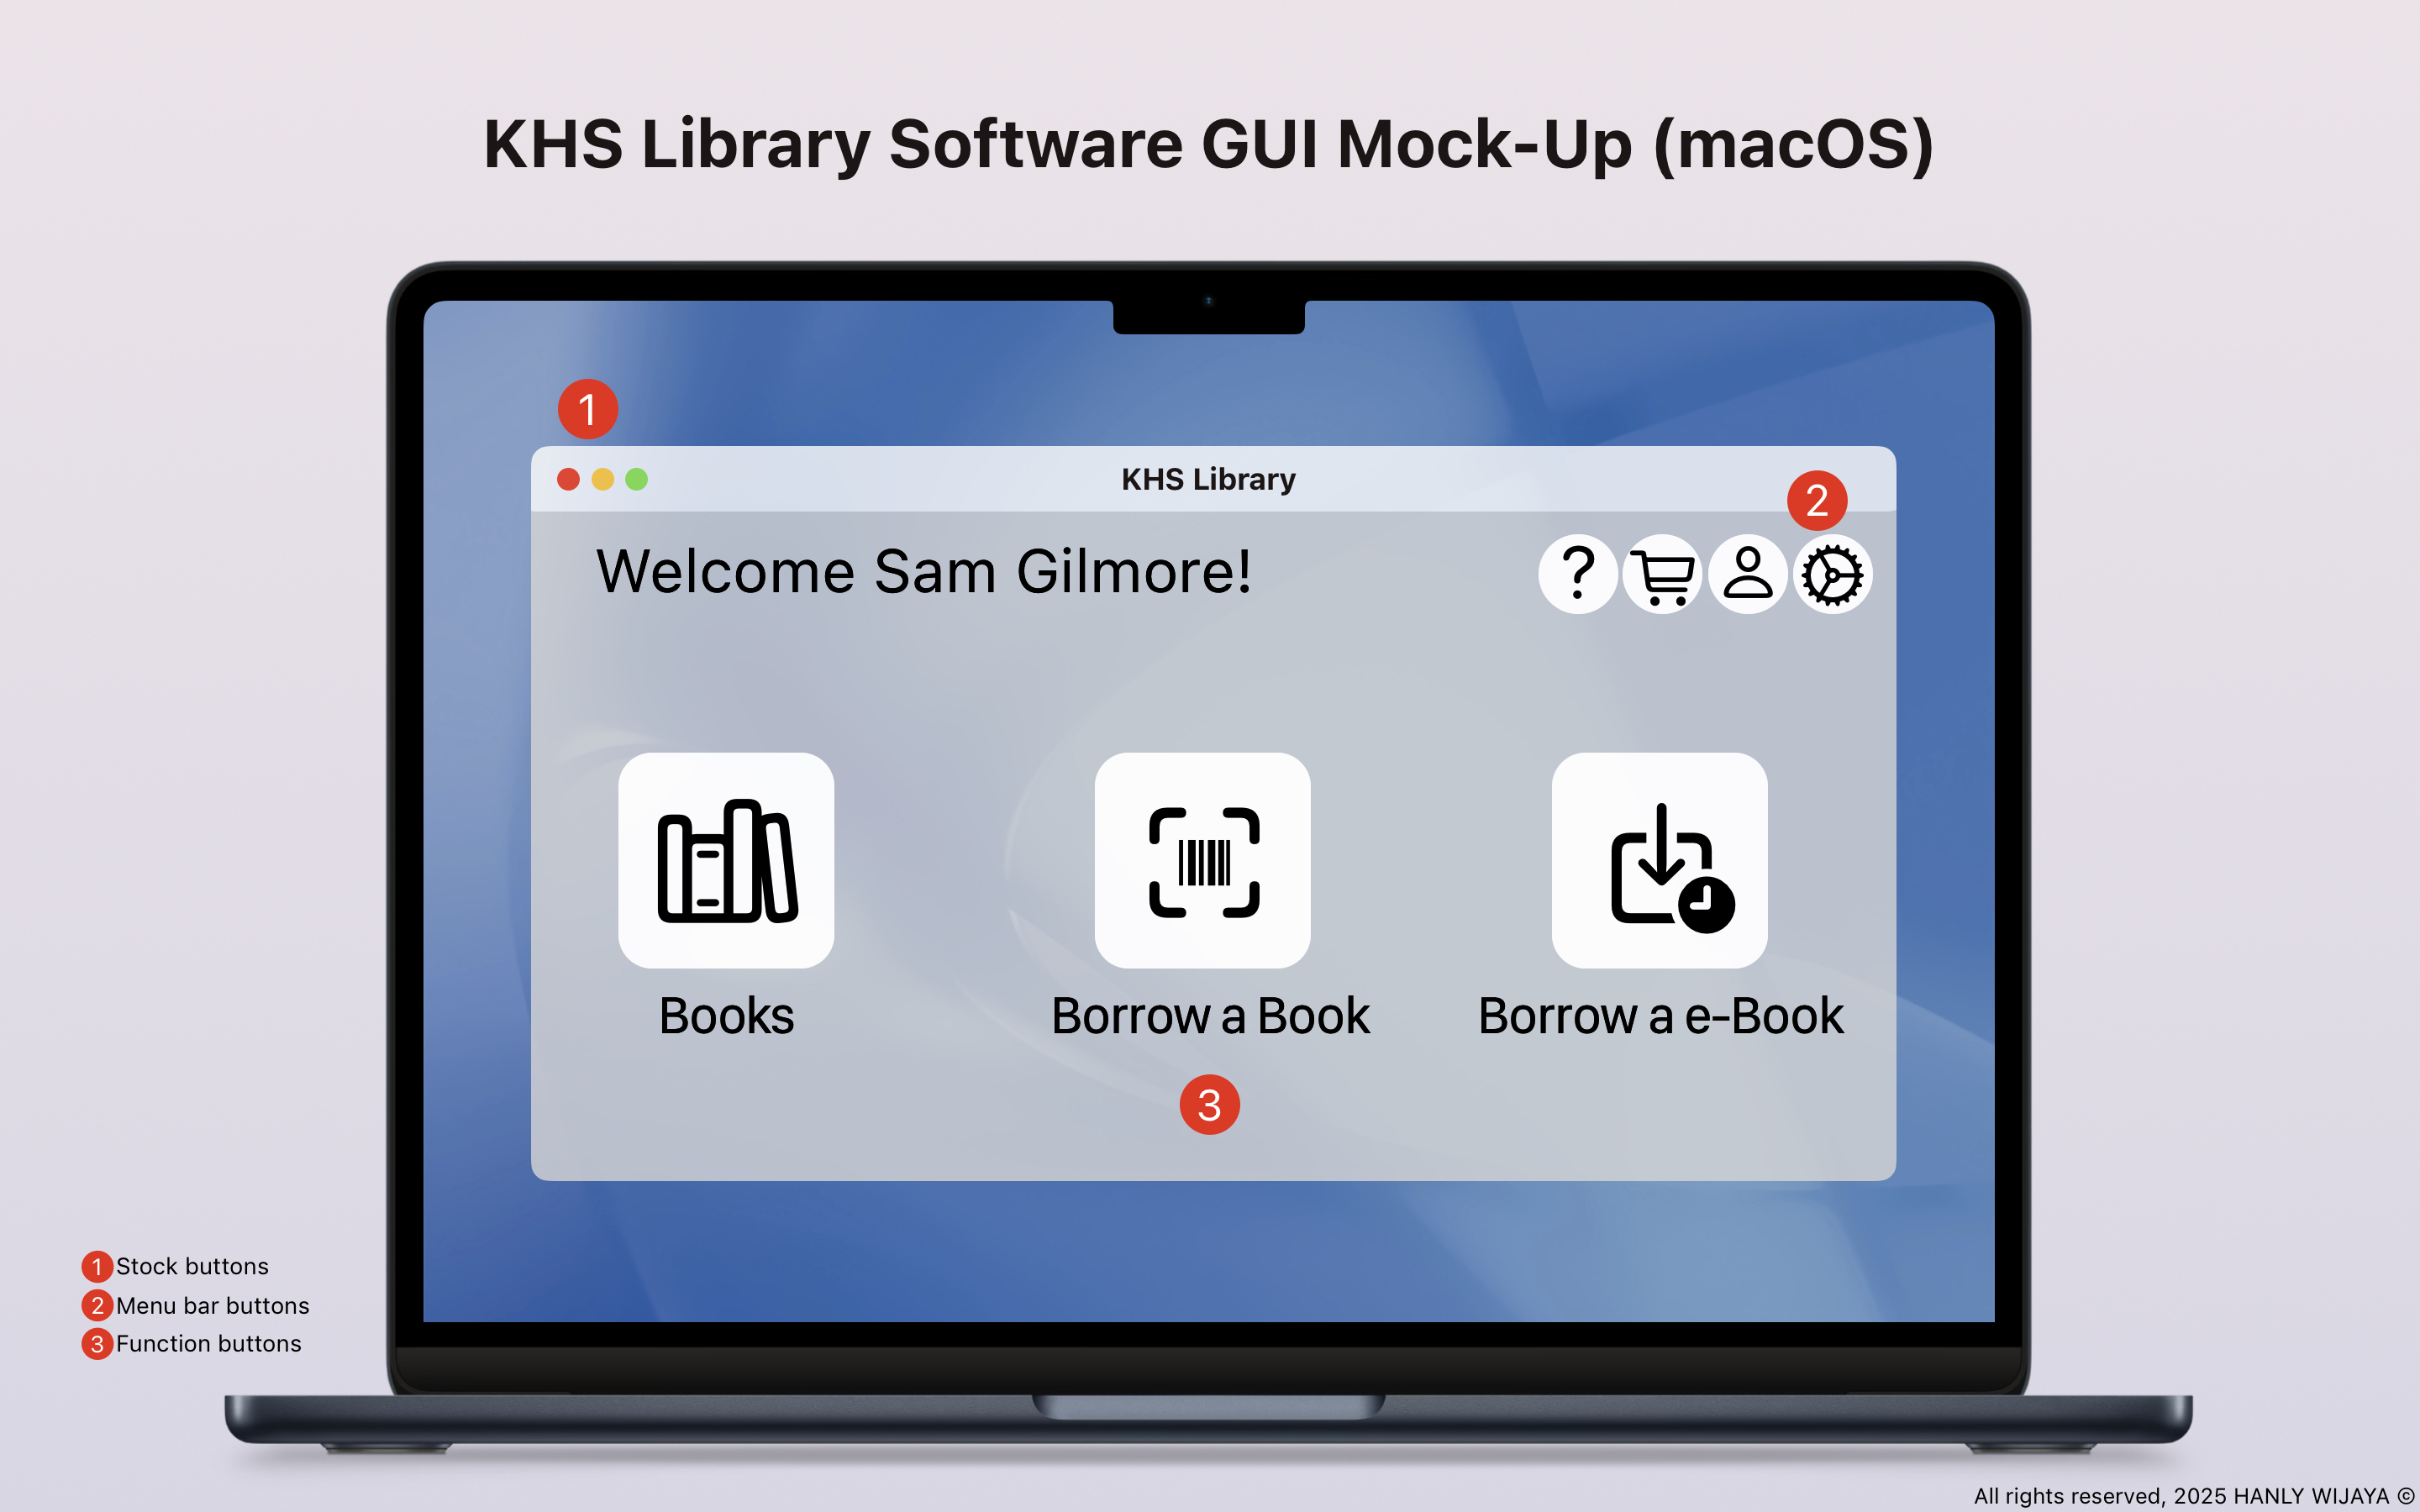 KHS Library Software GUI Mock-Up (macOS)
1
KHS Library
2
Welcome Sam Gilmore!
?
Books
Borrow a Book
Borrow a e-Book
3
1 Stock buttons
2 Menu bar buttons
3 Function buttons
All rights reserved, 2025 HANLY WIJAYA ©